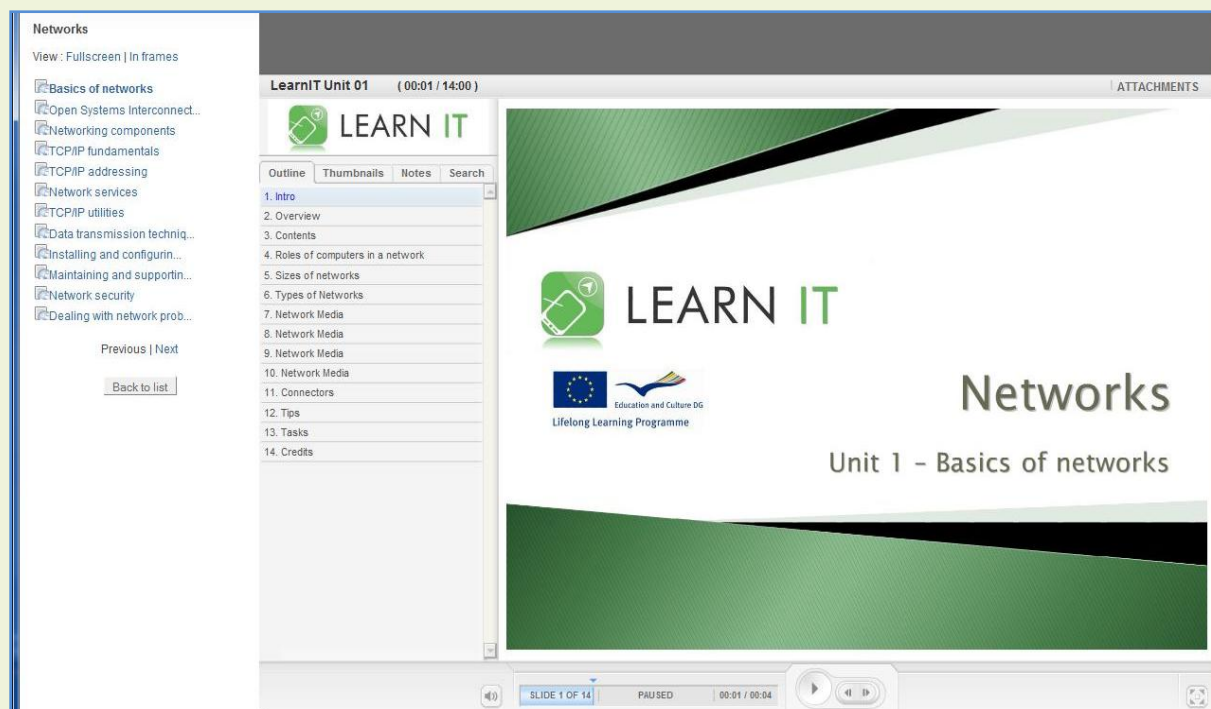 Networks
View : Fullscreen | In frames
Basics of networks
Open Systems Interconnect...
Networking components
TCP/IP fundamentals
TCP/IP addressing
Network services
TCP/IP utilities
Data transmission techniq...
Installing and configurin...
Maintaining and supportin...
Network security
Dealing with network prob...
Previous | Next
Back to list
LearnIT Unit 01 ( 00:01 / 14:00 )
ATTACHMENTS
LEARN IT
Outline Thumbnails Notes Search
1. Intro
2. Overview
3. Contents
4. Roles of computers in a network
5. Sizes of networks
6. Types of Networks
7. Network Media
8. Network Media
9. Network Media
10. Network Media
11. Connectors
12. Tips
13. Tasks
14. Credits
LEARN IT
Education and Culture DG
Lifelong Learning Programme
Networks
Unit 1 – Basics of networks
SLIDE 1 OF 14 PAUSED 00:01 / 00:04